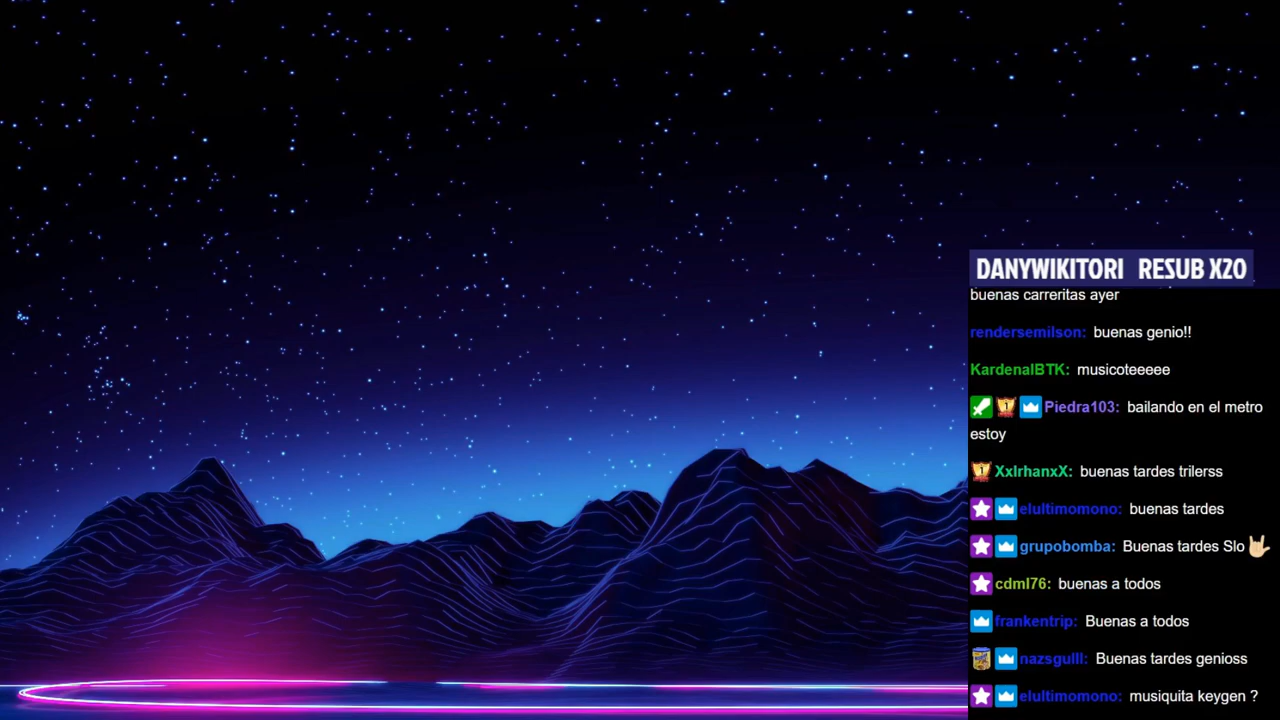 DANYWIKITORI RESUB X20
buenas carreritas ayer
rendersemilson: buenas genio!!
KardenalBTK: musicoteeeee
Piedra103: bailando en el metro
estoy
XxIrhanxX: buenas tardes trilerss
elultimomono: buenas tardes
grupobomba: Buenas tardes Slo
cdml76: buenas a todos
frankentrip: Buenas a todos
nazsgulll: Buenas tardes genioss
elultimomono: musiquita keygen ?